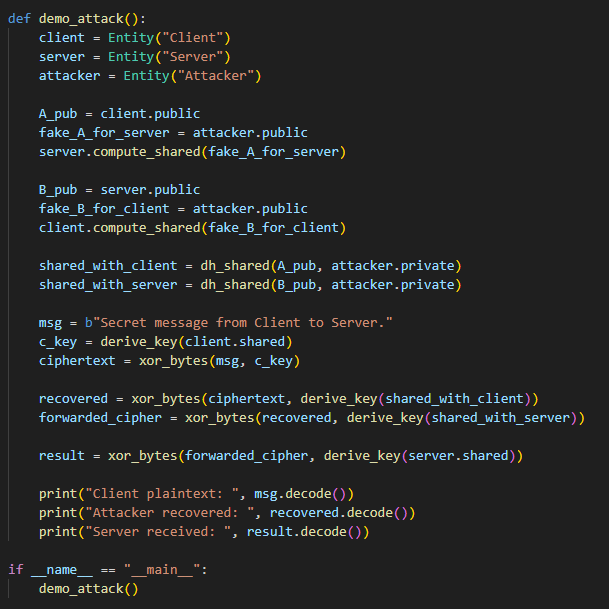 def demo_attack():
    client = Entity("Client")
    server = Entity("Server")
    attacker = Entity("Attacker")

    A_pub = client.public
    fake_A_for_server = attacker.public
    server.compute_shared(fake_A_for_server)

    B_pub = server.public
    fake_B_for_client = attacker.public
    client.compute_shared(fake_B_for_client)

    shared_with_client = dh_shared(A_pub, attacker.private)
    shared_with_server = dh_shared(B_pub, attacker.private)

    msg = b"Secret message from Client to Server."
    c_key = derive_key(client.shared)
    ciphertext = xor_bytes(msg, c_key)

    recovered = xor_bytes(ciphertext, derive_key(shared_with_client))
    forwarded_cipher = xor_bytes(recovered, derive_key(shared_with_server))

    result = xor_bytes(forwarded_cipher, derive_key(server.shared))

    print("Client plaintext: ", msg.decode())
    print("Attacker recovered: ", recovered.decode())
    print("Server received: ", result.decode())

if __name__ == "__main__":
    demo_attack()